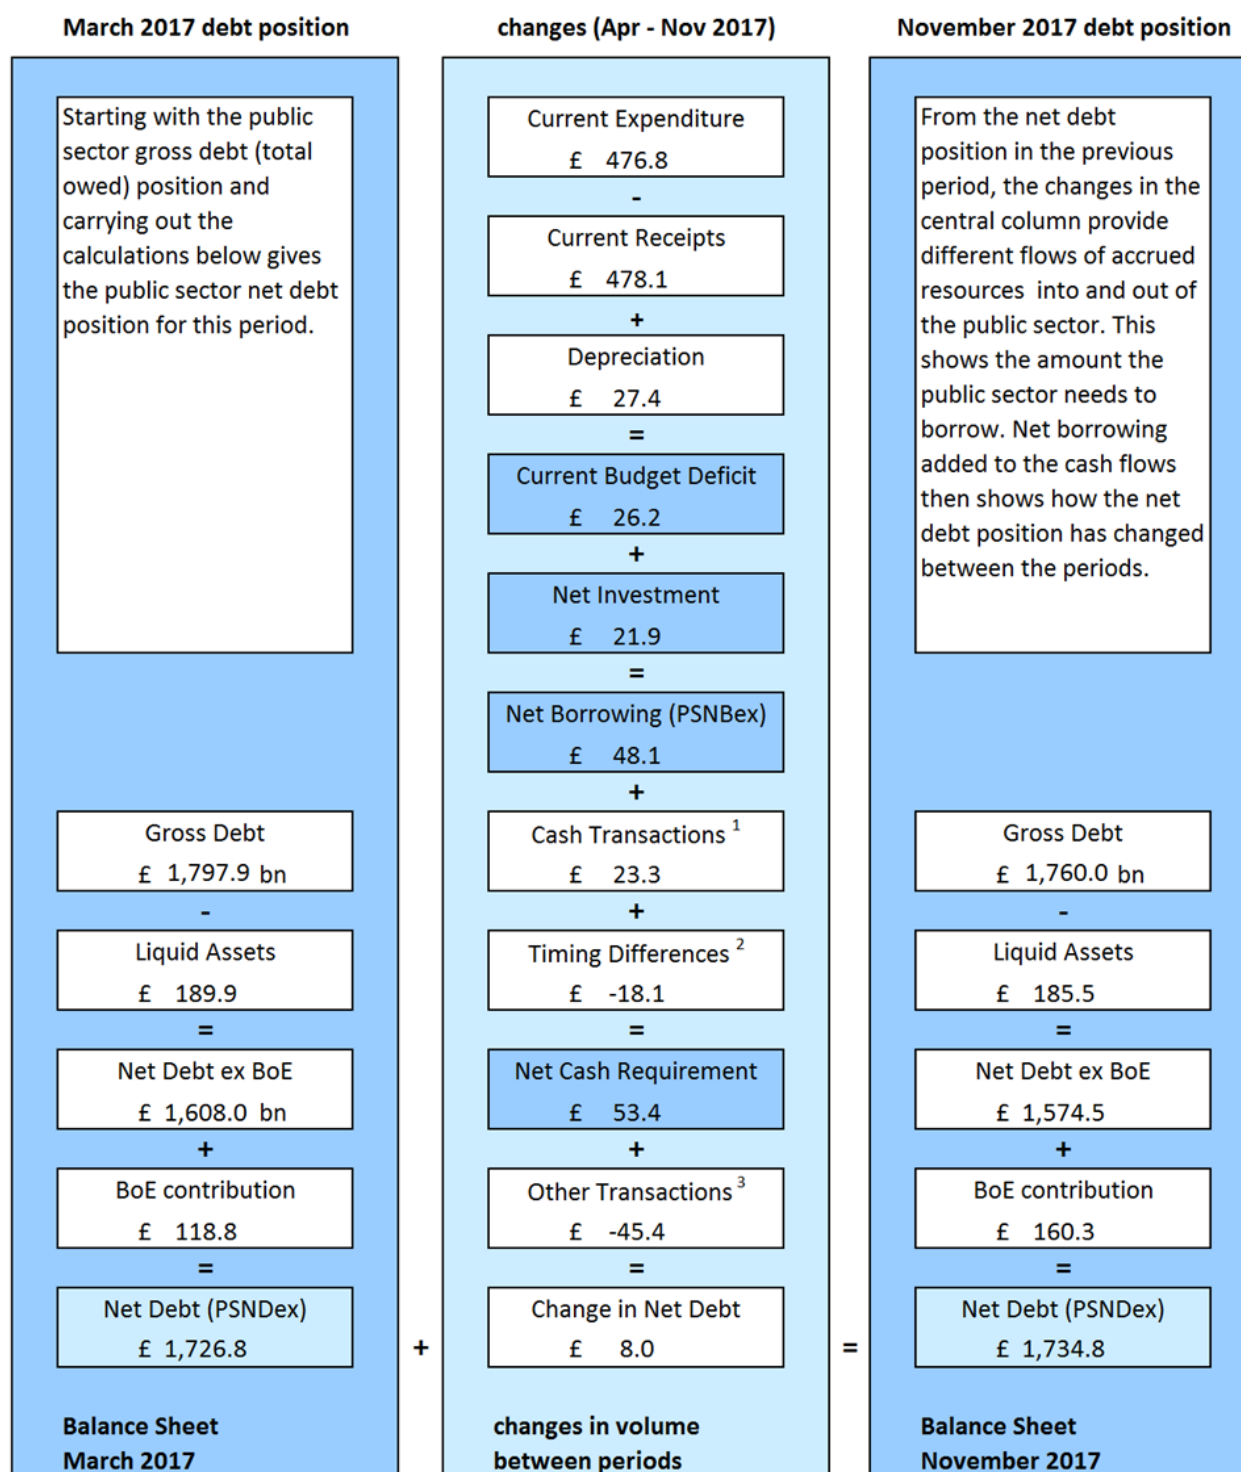 March 2017 debt position
Starting with the public
sector gross debt (total
owed) position and
carrying out the
calculations below gives
the public sector net debt
position for this period.
Gross Debt
£ 1,797.9 bn
-
Liquid Assets
£ 189.9
=
Net Debt ex BoE
£ 1,608.0 bn
+
BoE contribution
£ 118.8
=
Net Debt (PSNDex)
£ 1,726.8
Balance Sheet
March 2017
+
changes (Apr - Nov 2017)
Current Expenditure
£ 476.8
-
Current Receipts
£ 478.1
+
Depreciation
£ 27.4
=
Current Budget Deficit
£ 26.2
+
Net Investment
£ 21.9
=
Net Borrowing (PSNBex)
£ 48.1
+
Cash Transactions 1
£ 23.3
+
Timing Differences 2
£ -18.1
=
Net Cash Requirement
£ 53.4
+
Other Transactions 3
£ -45.4
=
Change in Net Debt
£ 8.0
changes in volume
between periods
=
November 2017 debt position
From the net debt
position in the previous
period, the changes in the
central column provide
different flows of accrued
resources into and out of
the public sector. This
shows the amount the
public sector needs to
borrow. Net borrowing
added to the cash flows
then shows how the net
debt position has changed
between the periods.
Gross Debt
£ 1,760.0 bn
-
Liquid Assets
£ 185.5
=
Net Debt ex BoE
£ 1,574.5
+
BoE contribution
£ 160.3
=
Net Debt (PSNDex)
£ 1,734.8
Balance Sheet
November 2017